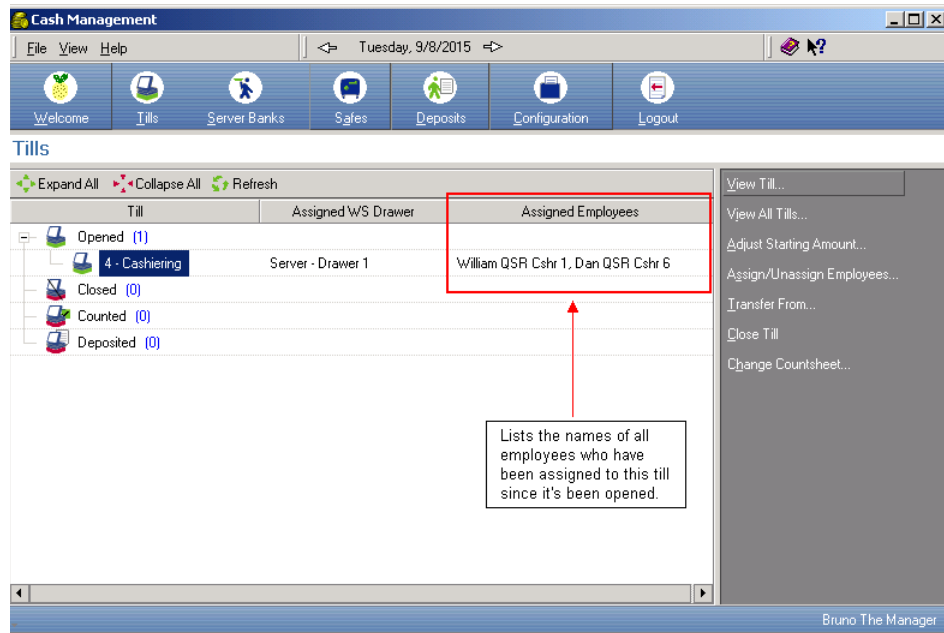 Cash Management
File View Help
Tuesday, 9/8/2015
Welcome Tills Server Banks Safes Deposits Configuration Logout
Tills
Expand All Collapse All Refresh
Till Assigned WS Drawer Assigned Employees
Opened (1)
4 - Cashiering Server - Drawer 1 William QSR Cshr 1, Dan QSR Cshr 6
Closed (0)
Counted (0)
Deposited (0)
View Till...
View All Tills...
Adjust Starting Amount...
Assign/Unassign Employees...
Transfer From...
Close Till
Change Countsheet...
Lists the names of all
employees who have
been assigned to this till
since it's been opened.
Bruno The Manager